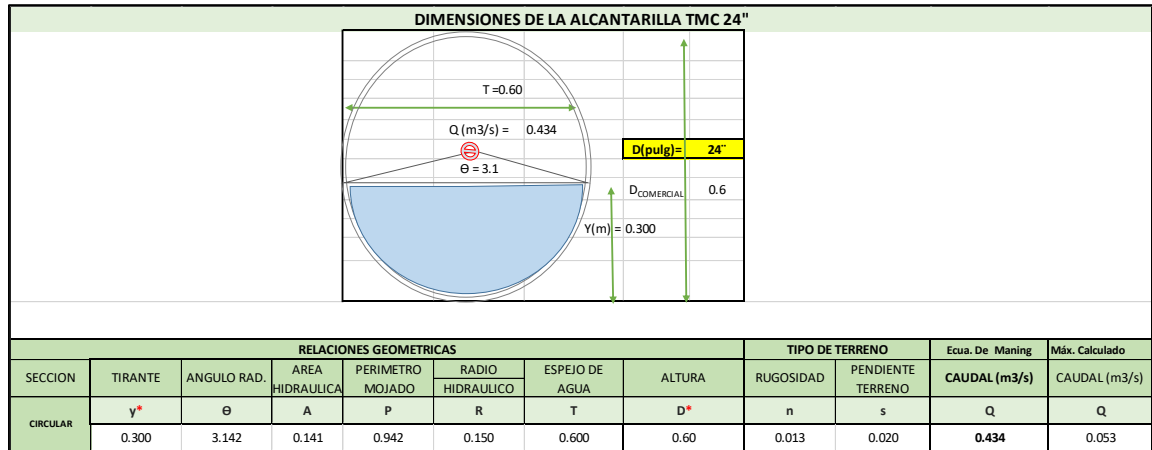 DIMENSIONES DE LA ALCANTARILLA TMC 24"
T =0.60
Q (m3/s) = 0.434
D(pulg)= 24¨
Ɵ
Ɵ = 3.1
D COMERCIAL 0.6
Y(m) = 0.300
RELACIONES GEOMETRICAS TIPO DE TERRENO Ecua. De Maning Máx. Calculado
SECCION TIRANTE ANGULO RAD. AREA HIDRAULICA PERIMETRO MOJADO RADIO HIDRAULICO ESPEJO DE AGUA ALTURA RUGOSIDAD PENDIENTE TERRENO CAUDAL (m3/s) CAUDAL (m3/s)
CIRCULAR y* Ɵ A P R T D* n s Q Q
0.300 3.142 0.141 0.942 0.150 0.600 0.60 0.013 0.020 0.434 0.053